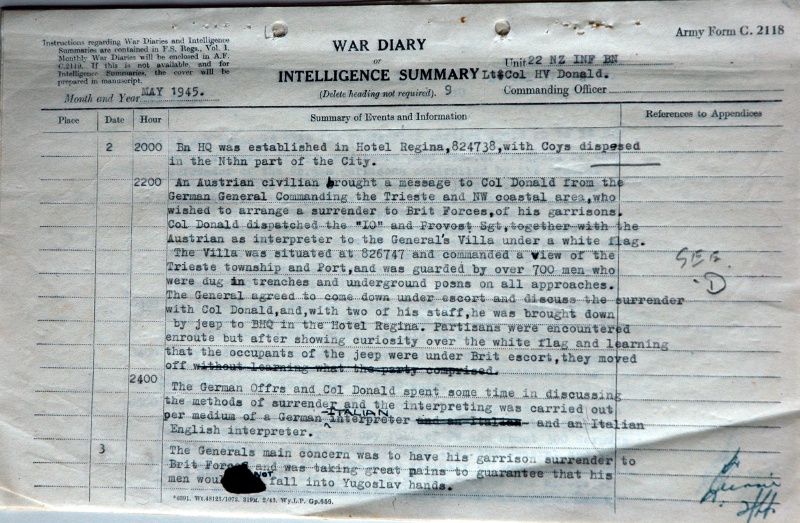 Army Form C. 2118
Instructions regarding War Diaries and Intelligence
Summaries are contained in F.S. Regs., Vol. I.
Monthly War Diaries will be enclosed in A.F.
C.2119. If this is not available, and for
Intelligence Summaries, the cover will be
prepared in manuscript.
Month and Year MAY 1945.
WAR DIARY
or
INTELLIGENCE SUMMARY
(Delete heading not required).
9
Unit 22 NZ INF BN
Lt$Col HV Donald.
Commanding Officer
Place Date Hour Summary of Events and Information References to Appendices
2 2000 Bn HQ was established in Hotel Regina,824738,with Coys disposed
in the Nthn part of the City.
2200 An Austrian civilian brought a message to Col Donald from the
German General Commanding the Trieste and NW coastal area,who
wished to arrange a surrender to Brit Forces,of his garrisons.
Col Donald dispatched the "IO" and Provost Sgt,together with the
Austrian as interpreter to the General's Villa under a white flag.
The Villa was situated at 826747 and commanded a view of the
Trieste township and Port,and was guarded by over 700 men who
were dug in trenches and underground posns on all approaches.
The General agreed to come down under escort and discuss the surrender
with Col Donald,and,with two of his staff,he was brought down
by jeep to BHQ in the Hotel Regina. Partisans were encountered
enroute but after showing curiosity over the white flag and learning
that the occupants of the jeep were under Brit escort,they moved
off without learning what the party comprised.
SEE
D
2400 The German Offrs and Col Donald spent some time in discussing
the methods of surrender and the interpreting was carried out
per medium of a German ITALIAN interpreter and an Italian and an Italian
English interpreter.
3 The Generals main concern was to have his garrison surrender to
Brit Forces and was taking great pains to guarantee that his
men would NOT fall into Yugoslav hands.